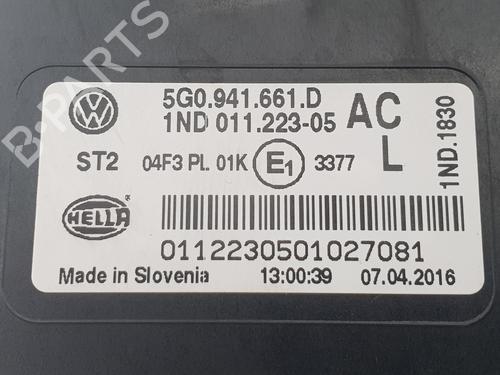 B-PARTS
5G0.941.661.D
1ND 011.223-05
AC
L
1ND.1830
ST2
04F3 PL. 01K
E1
3377
HELLA
0112230501027081
Made in Slovenia
13:00:39
07.04.2016